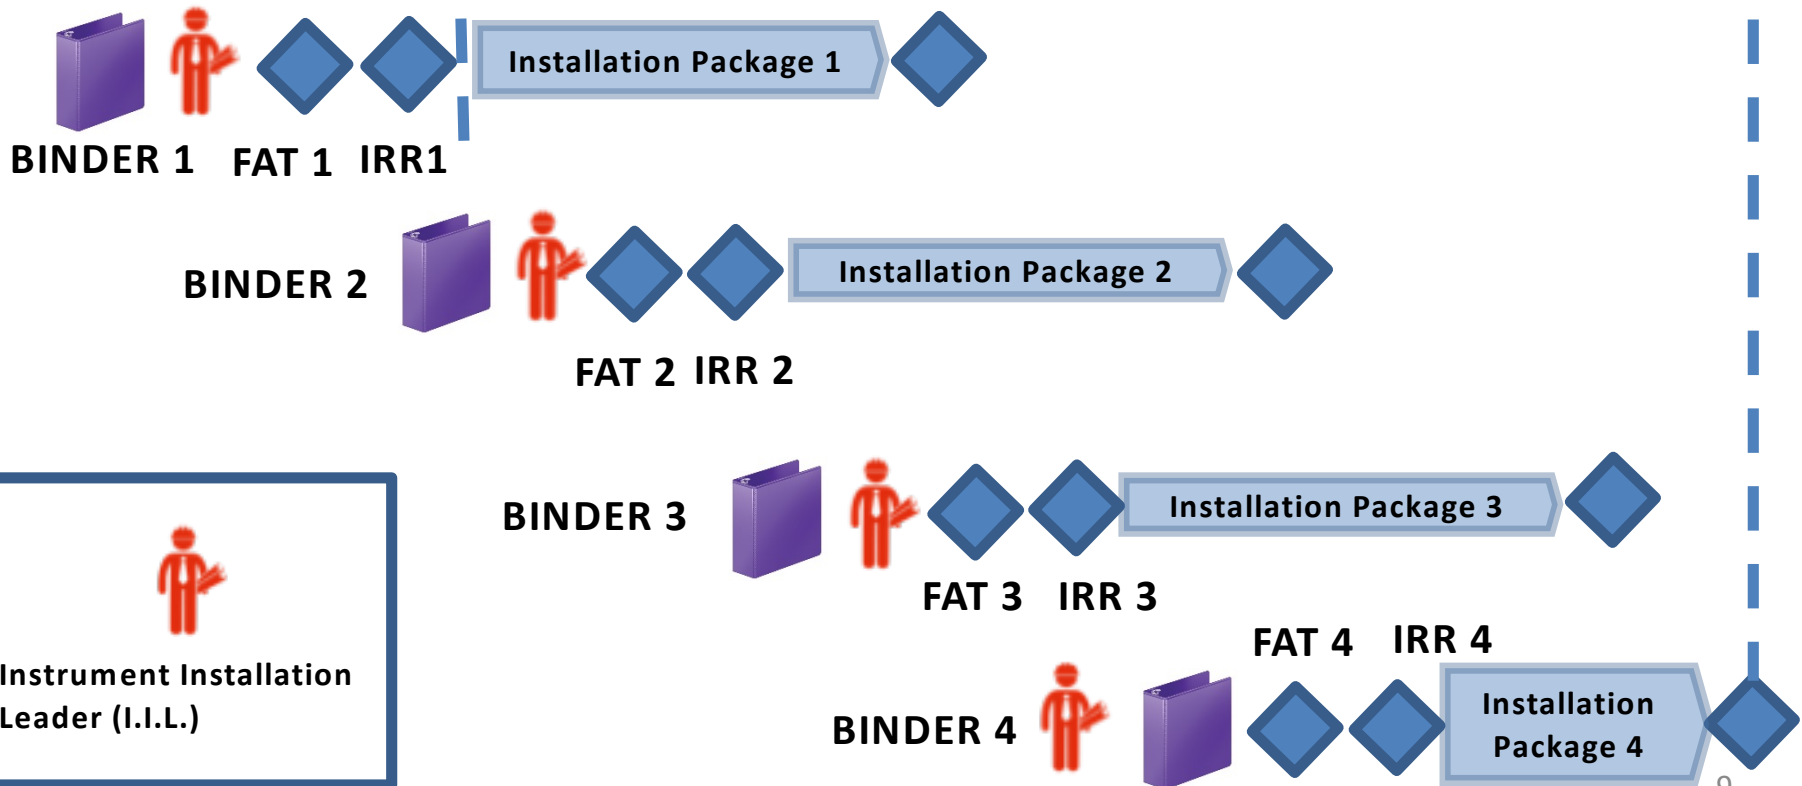 Installation Package 1
BINDER 1 FAT 1 IRR1
Installation Package 2
BINDER 2
FAT 2 IRR 2
Installation Package 3
BINDER 3
FAT 3 IRR 3
FAT 4 IRR 4
Installation
Package 4
BINDER 4
Instrument Installation
Leader (I.I.L.)